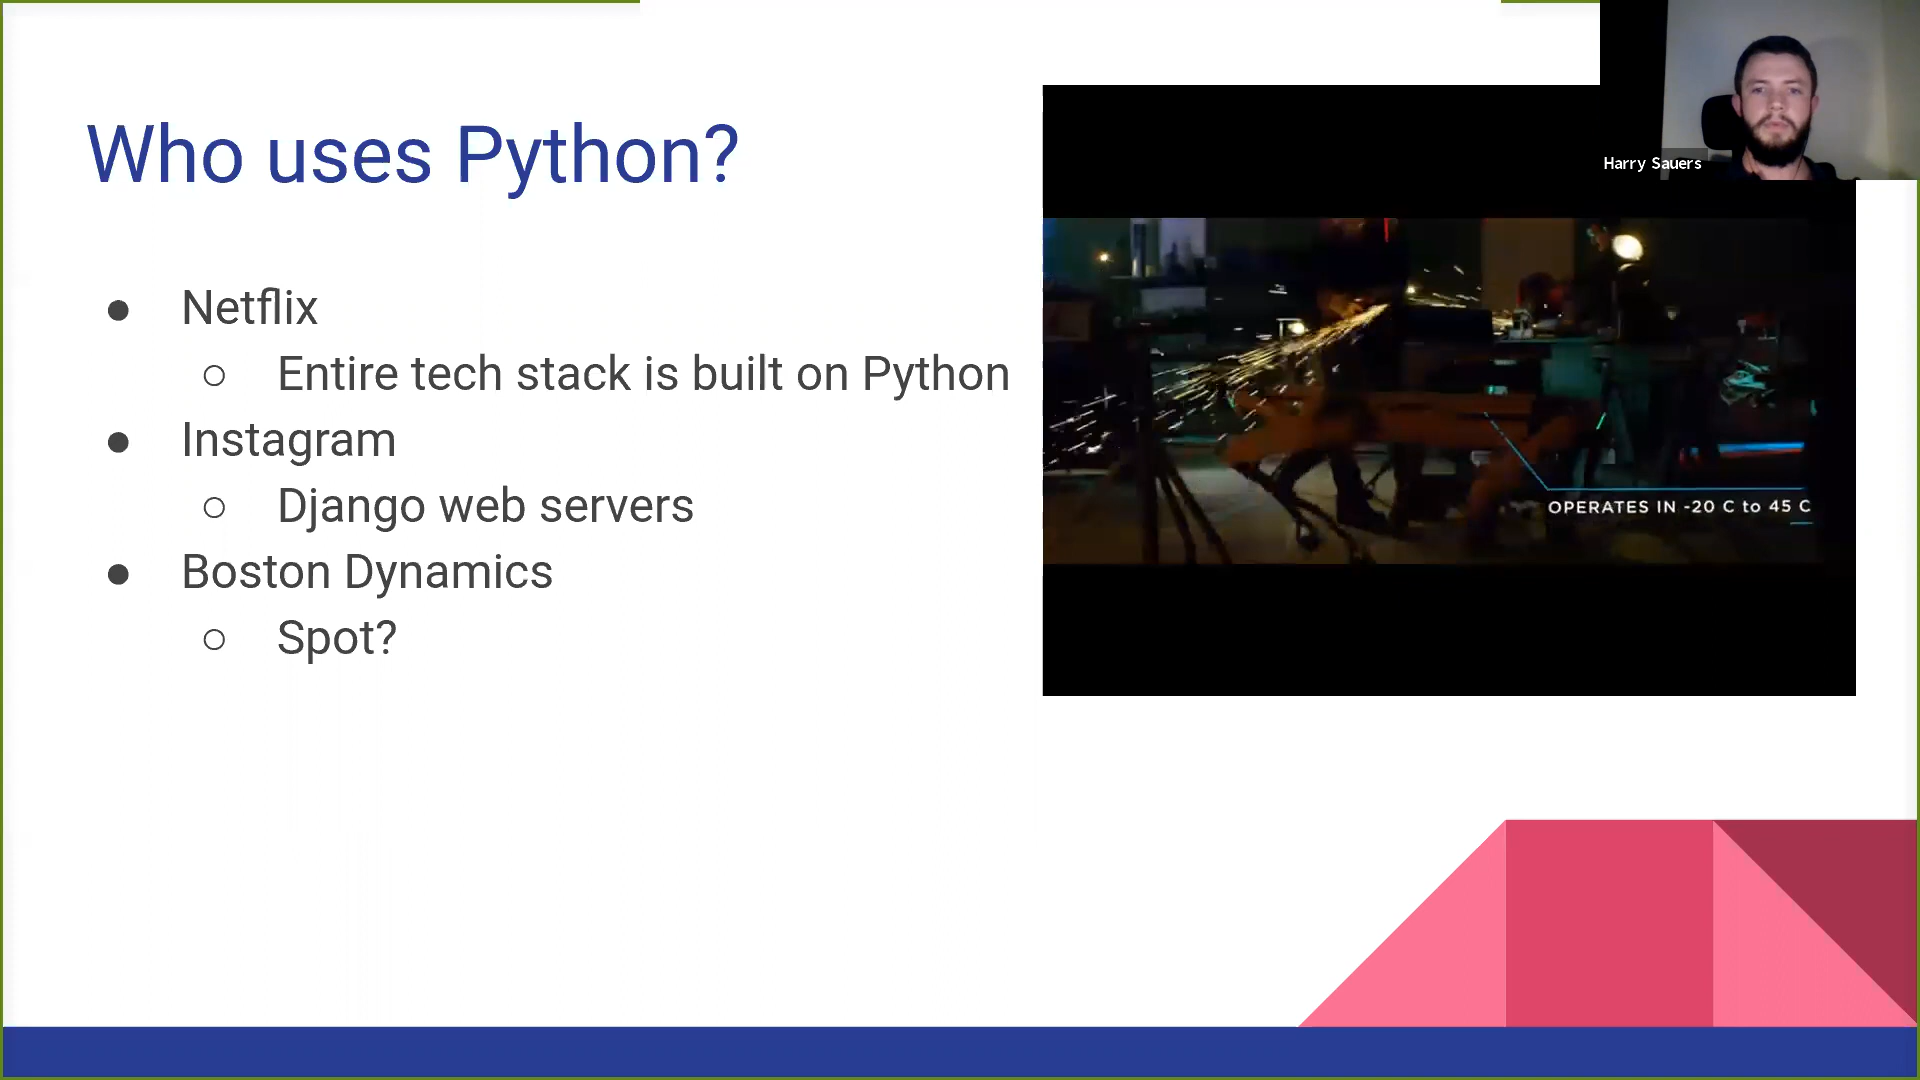 Who uses Python?
● Netflix
○ Entire tech stack is built on Python
● Instagram
○ Django web servers
● Boston Dynamics
○ Spot?
Harry Sauers
OPERATES IN -20 C to 45 C